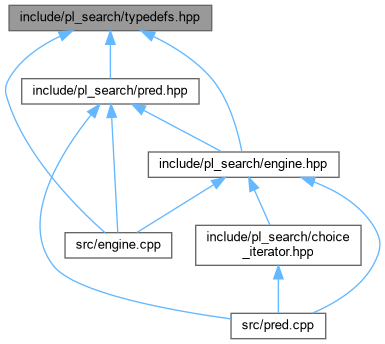 include/pl_search/typedefs.hpp
include/pl_search/pred.hpp
include/pl_search/engine.hpp
src/engine.cpp
include/pl_search/choice
_iterator.hpp
src/pred.cpp